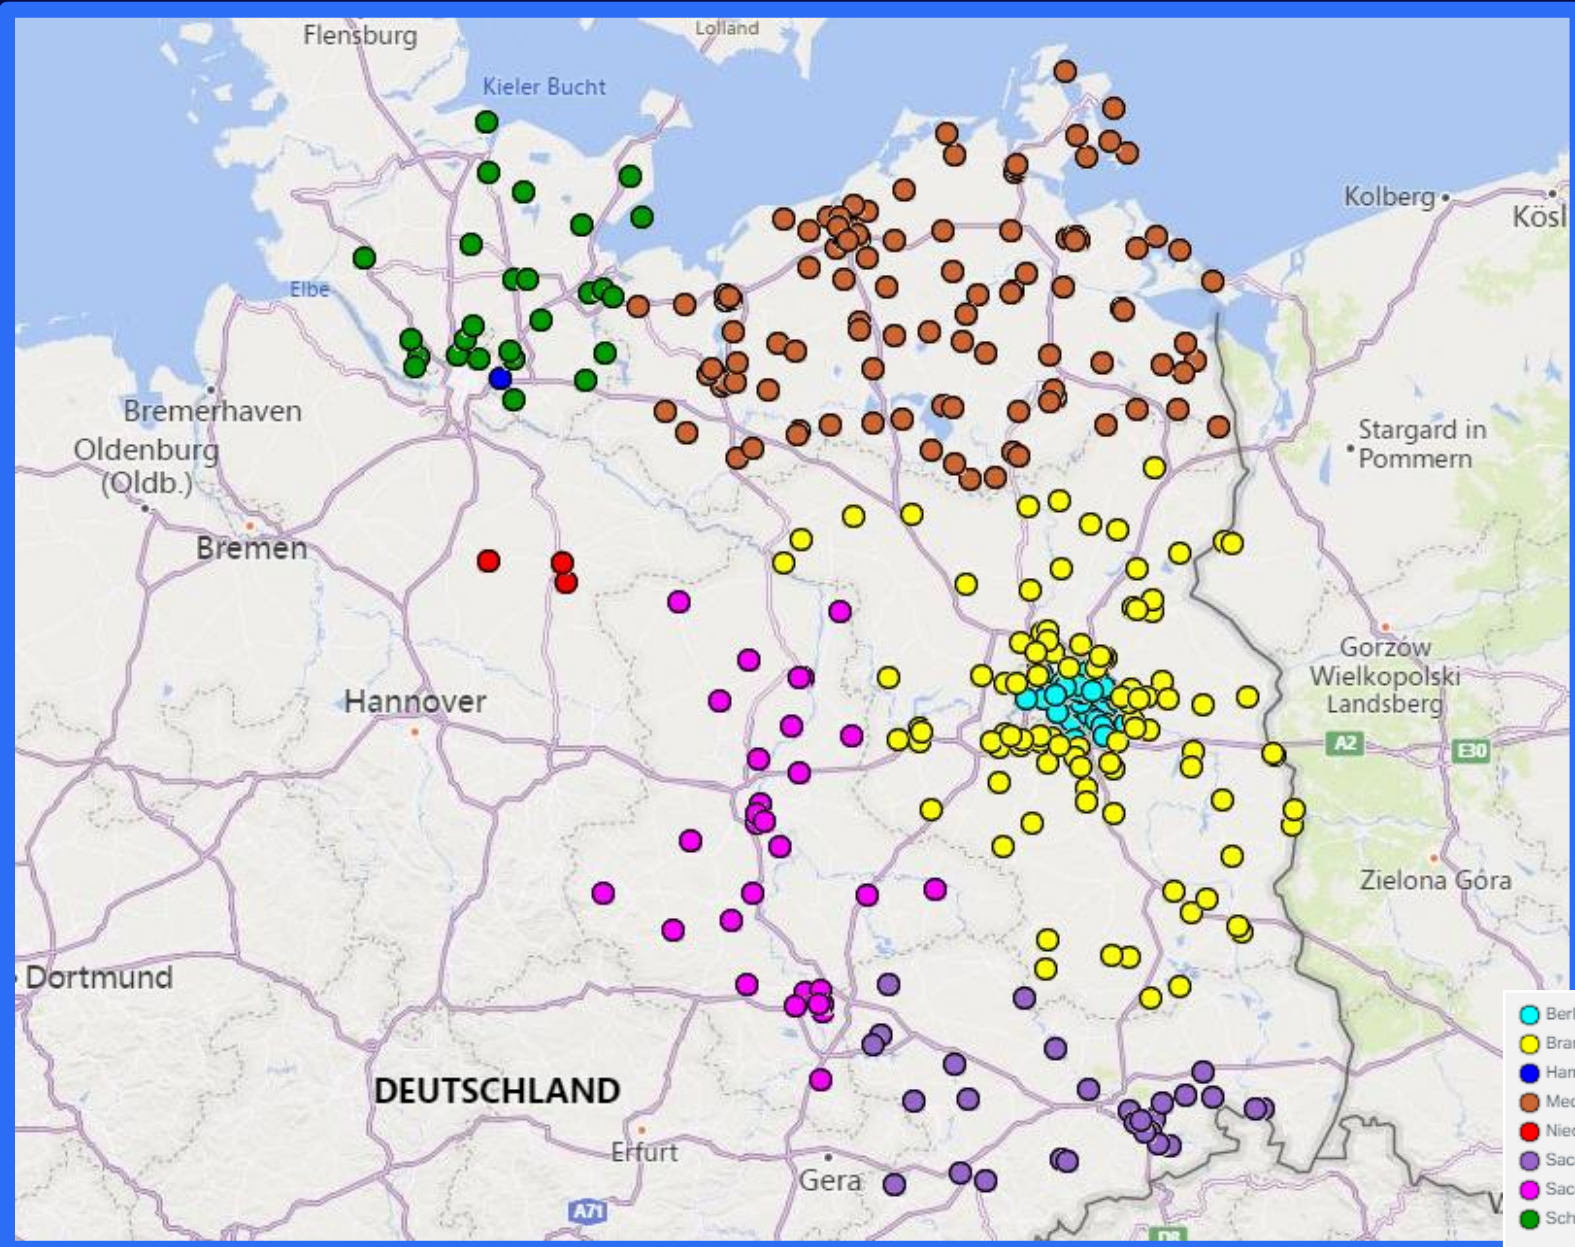 Flensburg
Lolland
Kieler Bucht
Kolberg
Kösl
Elbe
Bremerhaven
Oldenburg
(Oldb.)
Stargard in
Pommern
Bremen
Gorzów
Wielkopolski
Landsberg
Hannover
A2
E30
Zielona Góra
Dortmund
Berl
Bran
Ham
Mec
Nied
Sac
Sac
Sch
DEUTSCHLAND
Erfurt
Gera
A71
D8